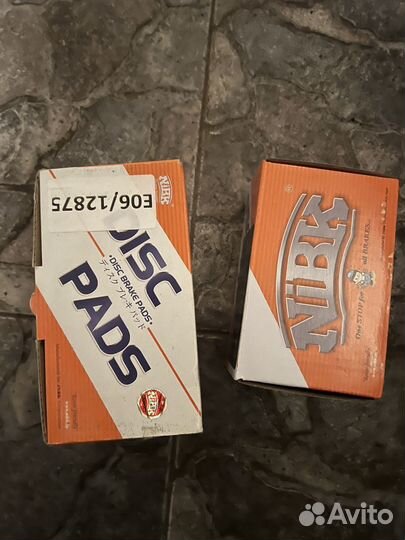 E06/12875
NiBK
DISC
• DISC BRAKE PADS •
ディスク ブレーキ パッド
PADS
NiBK
NiBK
®
One STOP for all BRAKES...
Avito